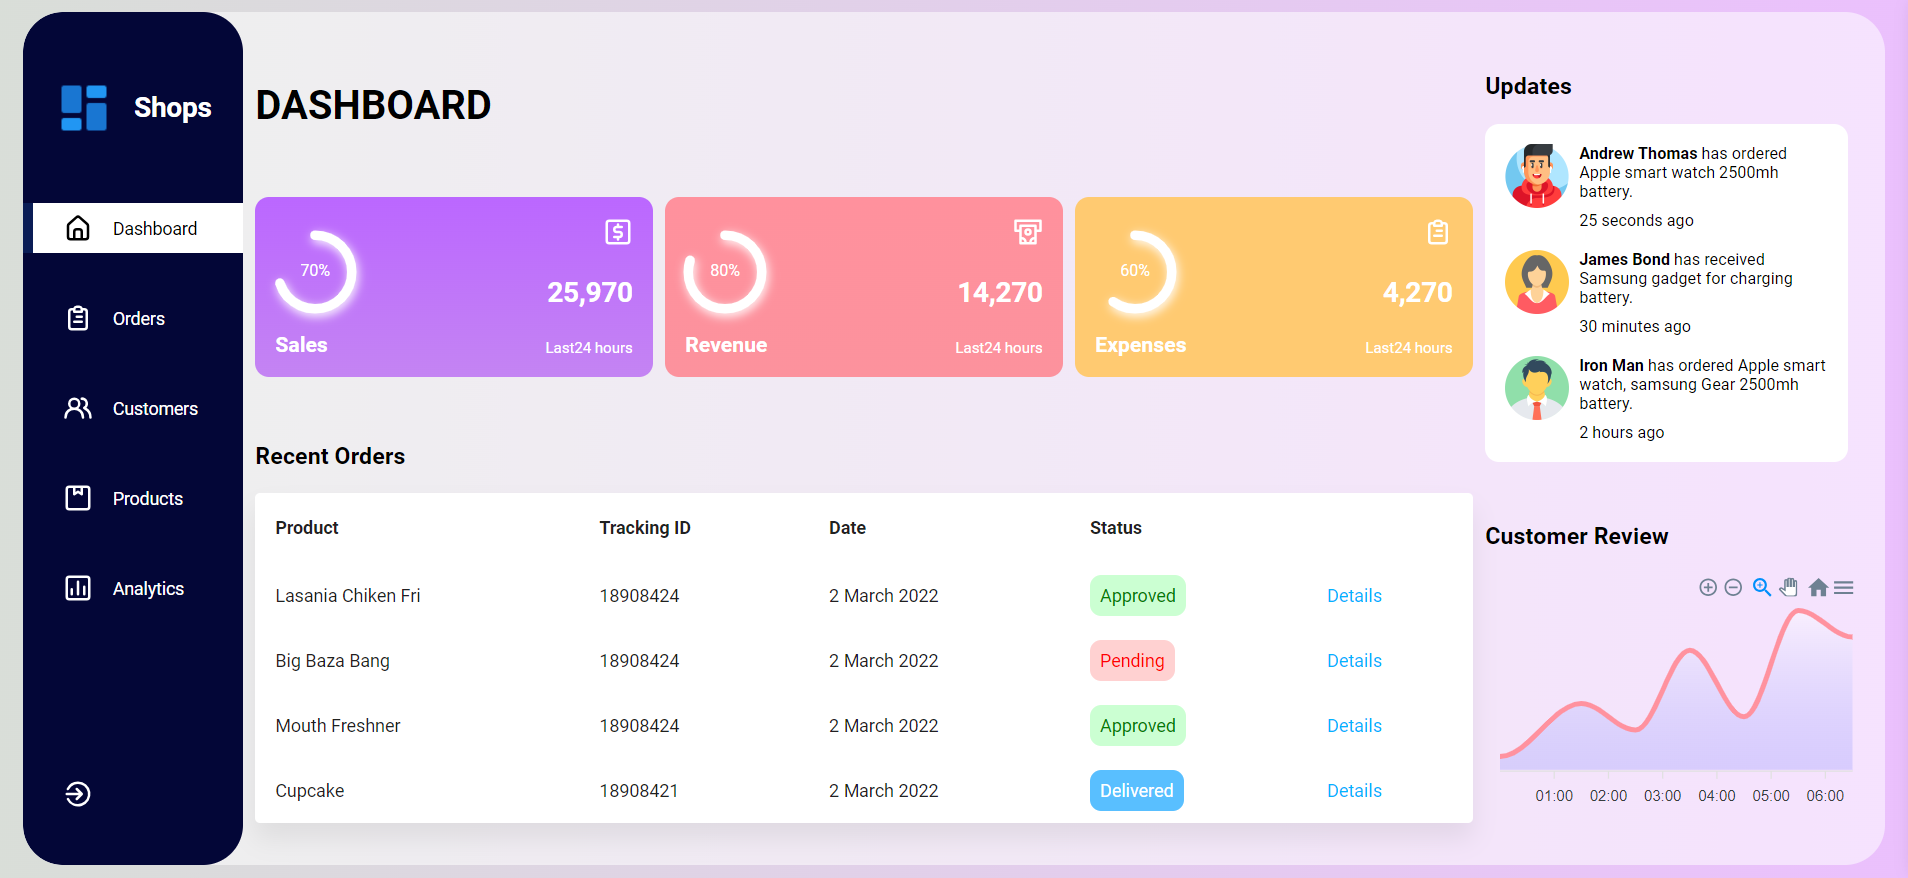 Shops
Dashboard
Orders
Customers
Products
Analytics
DASHBOARD
70%
25,970
Sales
Last24 hours
80%
14,270
Revenue
Last24 hours
60%
4,270
Expenses
Last24 hours
Recent Orders
Product Tracking ID Date Status
Lasania Chiken Fri 18908424 2 March 2022 Approved Details
Big Baza Bang 18908424 2 March 2022 Pending Details
Mouth Freshner 18908424 2 March 2022 Approved Details
Cupcake 18908421 2 March 2022 Delivered Details
Updates
Andrew Thomas has ordered
Apple smart watch 2500mh
battery.
25 seconds ago
James Bond has received
Samsung gadget for charging
battery.
30 minutes ago
Iron Man has ordered Apple smart
watch, samsung Gear 2500mh
battery.
2 hours ago
Customer Review
01:00 02:00 03:00 04:00 05:00 06:00